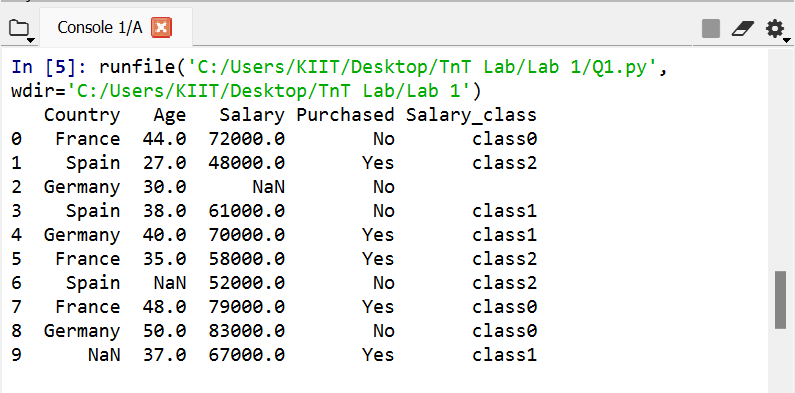 Console 1/A
In [5]: runfile('C:/Users/KIIT/Desktop/TnT Lab/Lab 1/Q1.py',
wdir='C:/Users/KIIT/Desktop/TnT Lab/Lab 1')
   Country   Age   Salary Purchased Salary_class
0   France  44.0  72000.0        No       class0
1    Spain  27.0  48000.0       Yes       class2
2  Germany  30.0      NaN        No
3    Spain  38.0  61000.0        No       class1
4  Germany  40.0  70000.0       Yes       class1
5   France  35.0  58000.0       Yes       class2
6    Spain   NaN  52000.0        No       class2
7   France  48.0  79000.0       Yes       class0
8  Germany  50.0  83000.0        No       class0
9      NaN  37.0  67000.0       Yes       class1